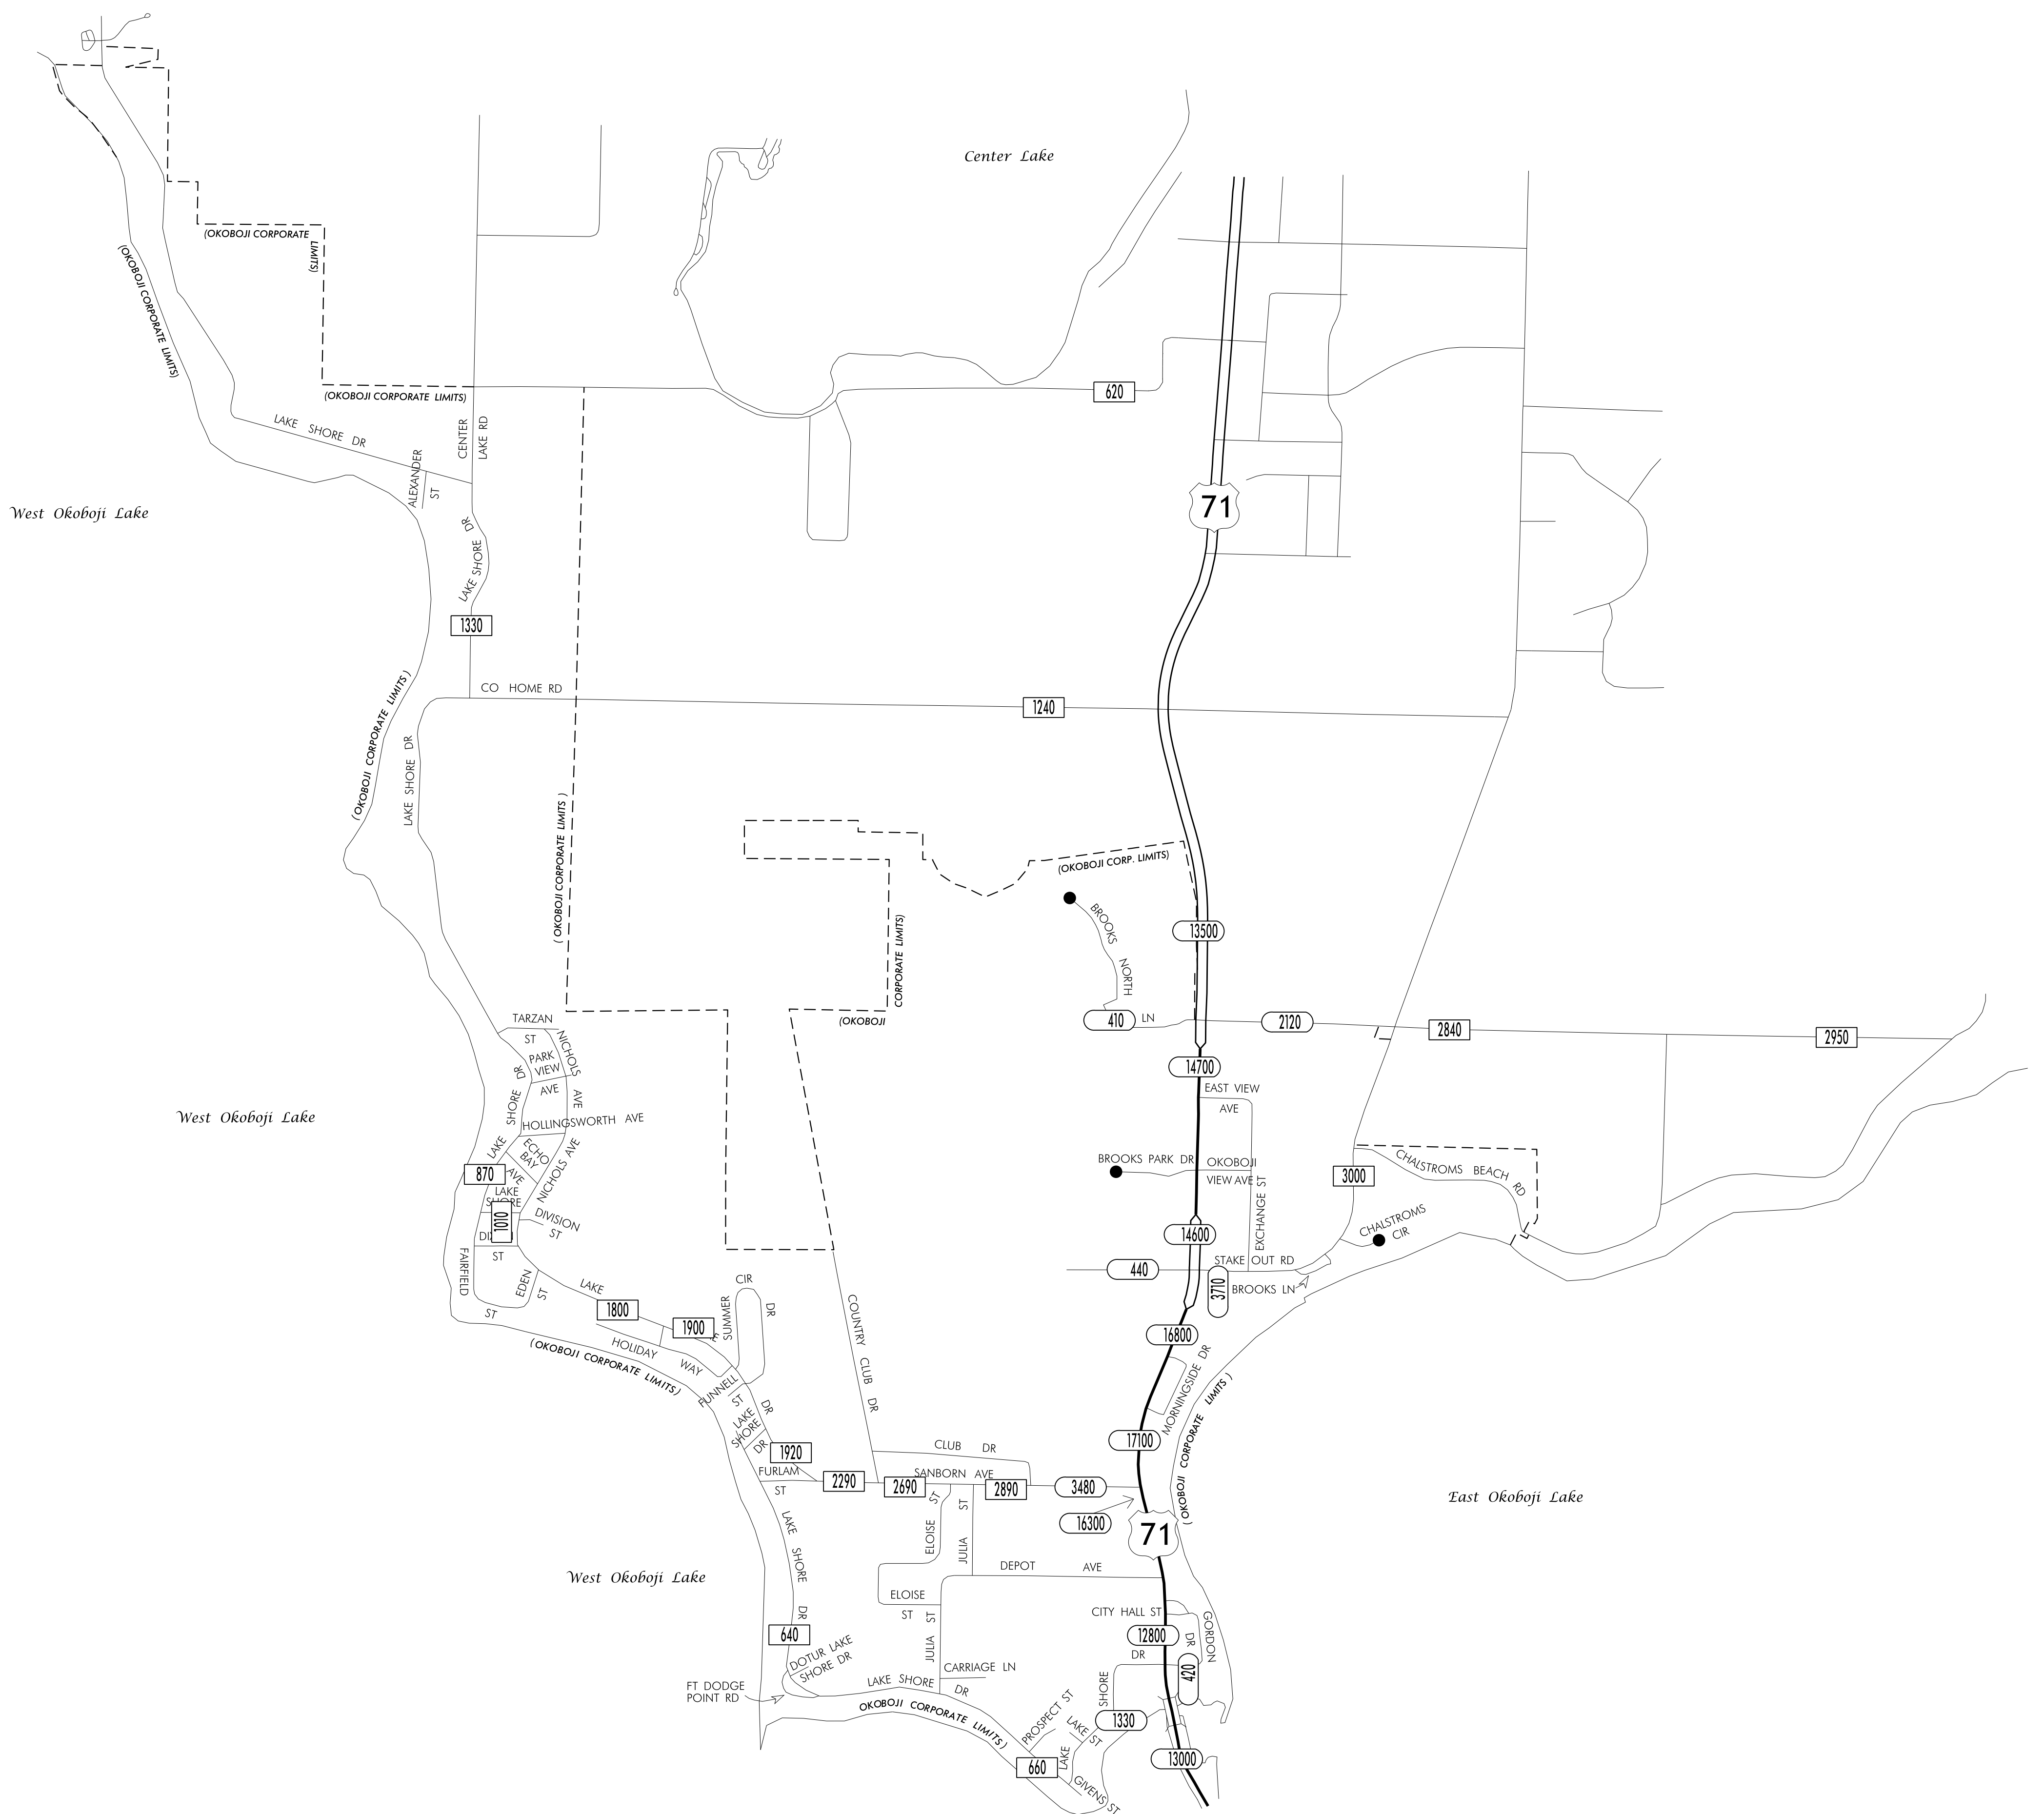 Center Lake
(OKOBOJI CORPORATE
LIMITS)
(OKOBOJI CORPORATE LIMITS)
620
(OKOBOJI CORPORATE LIMITS)
LAKE SHORE DR
CENTER
LAKE RD
ALEXANDER
ST
71
West Okoboji Lake
LAKE SHORE DR
1330
(OKOBOJI CORPORATE LIMITS)
CO HOME RD
1240
LAKE SHORE DR
(OKOBOJI CORPORATE LIMITS)
(OKOBOJI CORP. LIMITS)
BROOKS
NORTH
13500
CORPORATE LIMITS)
(OKOBOJI
410
LN
2120
2840
2950
TARZAN
ST
NICHOLS
AVE
PARK
VIEW
AVE
14700
EAST VIEW
AVE
SHORE DR
HOLLINGSWORTH AVE
West Okoboji Lake
LAKE
ECHO
BAY
AVE
NICHOLS AVE
BROOKS PARK DR
OKOBOJI
VIEW AVE
EXCHANGE ST
3000
CHALSTROMS BEACH RD
870
LAKE
SHORE
1010
DIVISION
ST
ST
FAIRFIELD
ST
EDEN
ST
14600
CHALSTROMS
CIR
STAKE OUT RD
440
3710
BROOKS LN
LAKE
1800
1900
SUMMER
CIR
DR
HOLIDAY
WAY
(OKOBOJI CORPORATE LIMITS)
COUNTRY CLUB DR
16800
MORNINGSIDE DR
FUNNELL
ST
DR
LAKE
SHORE
DR
17100
(OKOBOJI CORPORATE LIMITS)
CLUB DR
1920
FURLAM
ST
2290
2690
SANBORN AVE
2890
3480
16300
71
East Okoboji Lake
ELOISE
ST
JULIA
ST
LAKE SHORE DR
DEPOT AVE
West Okoboji Lake
ELOISE
ST
JULIA ST
CITY HALL ST
GORDON
DR
12800
640
DOTUR LAKE
SHORE DR
CARRIAGE LN
LAKE SHORE
DR
SHORE
DR
420
FT DODGE
POINT RD
OKOBOJI CORPORATE LIMITS)
PROSPECT ST
LAKE
ST
1330
LAKE
13000
660
GIVENS ST